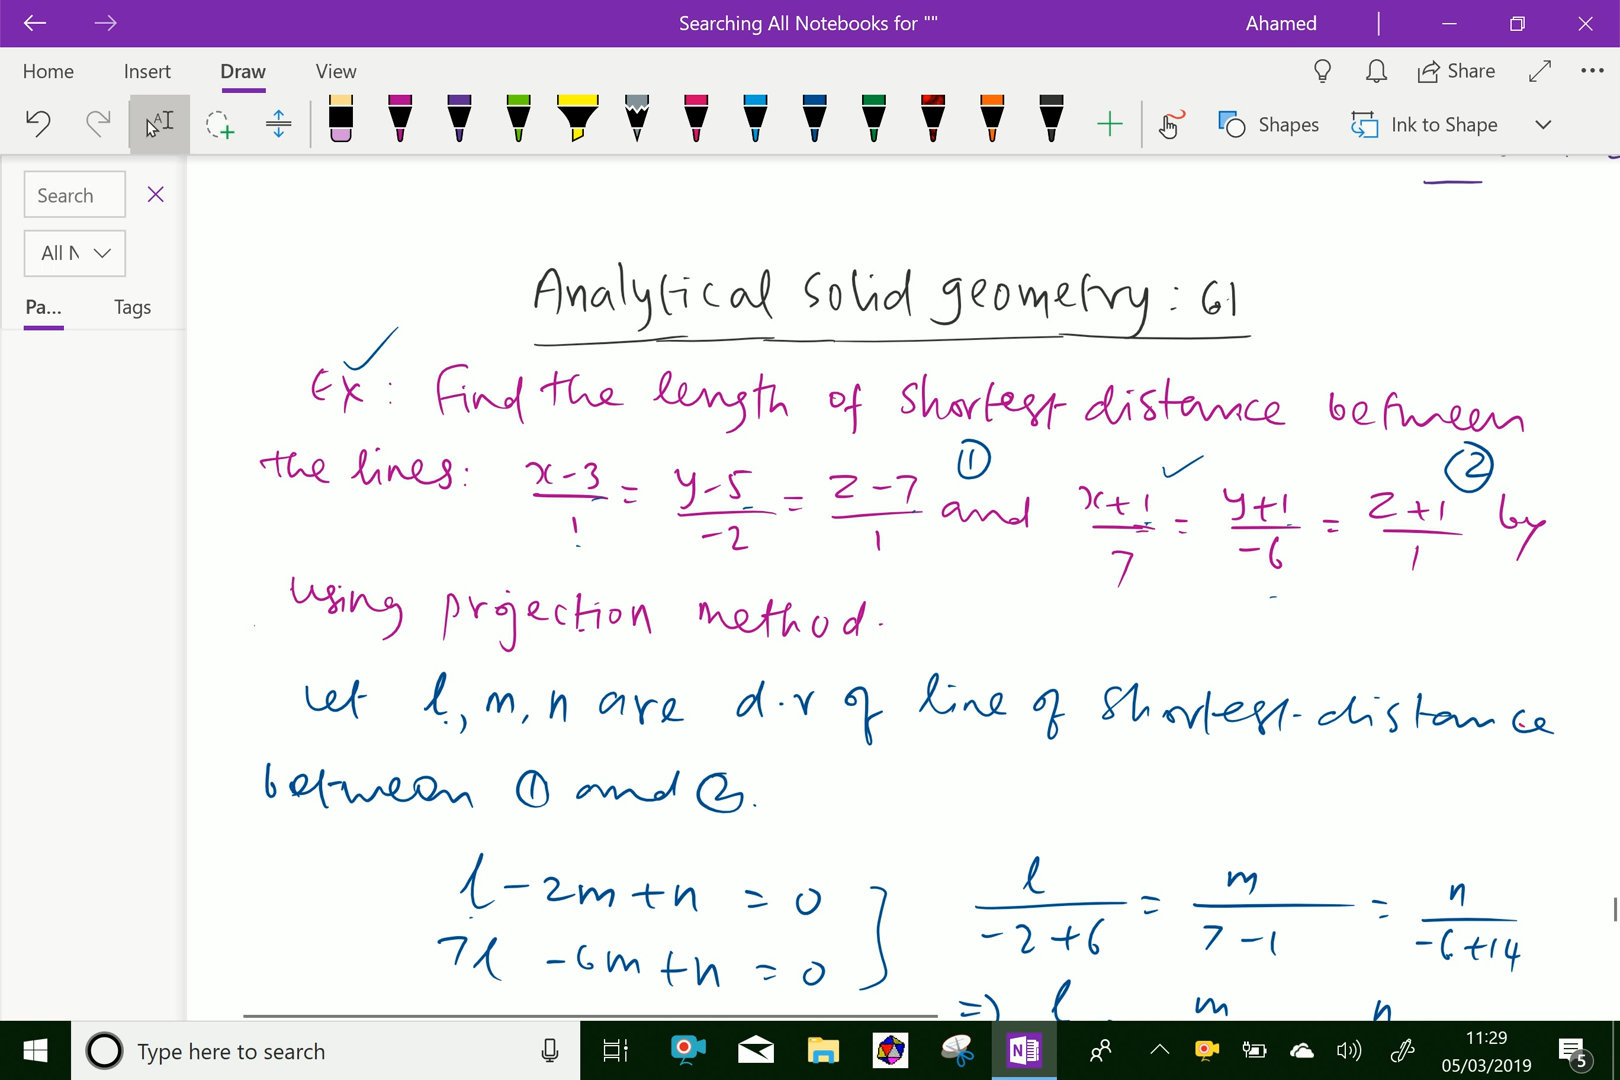 Searching All Notebooks for ""
Ahamed
Home Insert Draw View
Share
Shapes
Ink to Shape
Search
All N
Pa... Tags
Analytical solid geometry: 61
Ex: Find the length of shortest distance between
the lines: x-3/1 = y-5/-2 = z-7/1 ① and x+1/7 = y+1/-6 = z+1/1 ② by
using projection method.
Let l, m, n are d.r of line of shortest distance
between ① and ②.
l - 2m + n = 0
7l - 6m + n = 0
l/-2+6 = m/7-1 = n/-6+14
=> l m n
Type here to search
N
11:29
05/03/2019
5